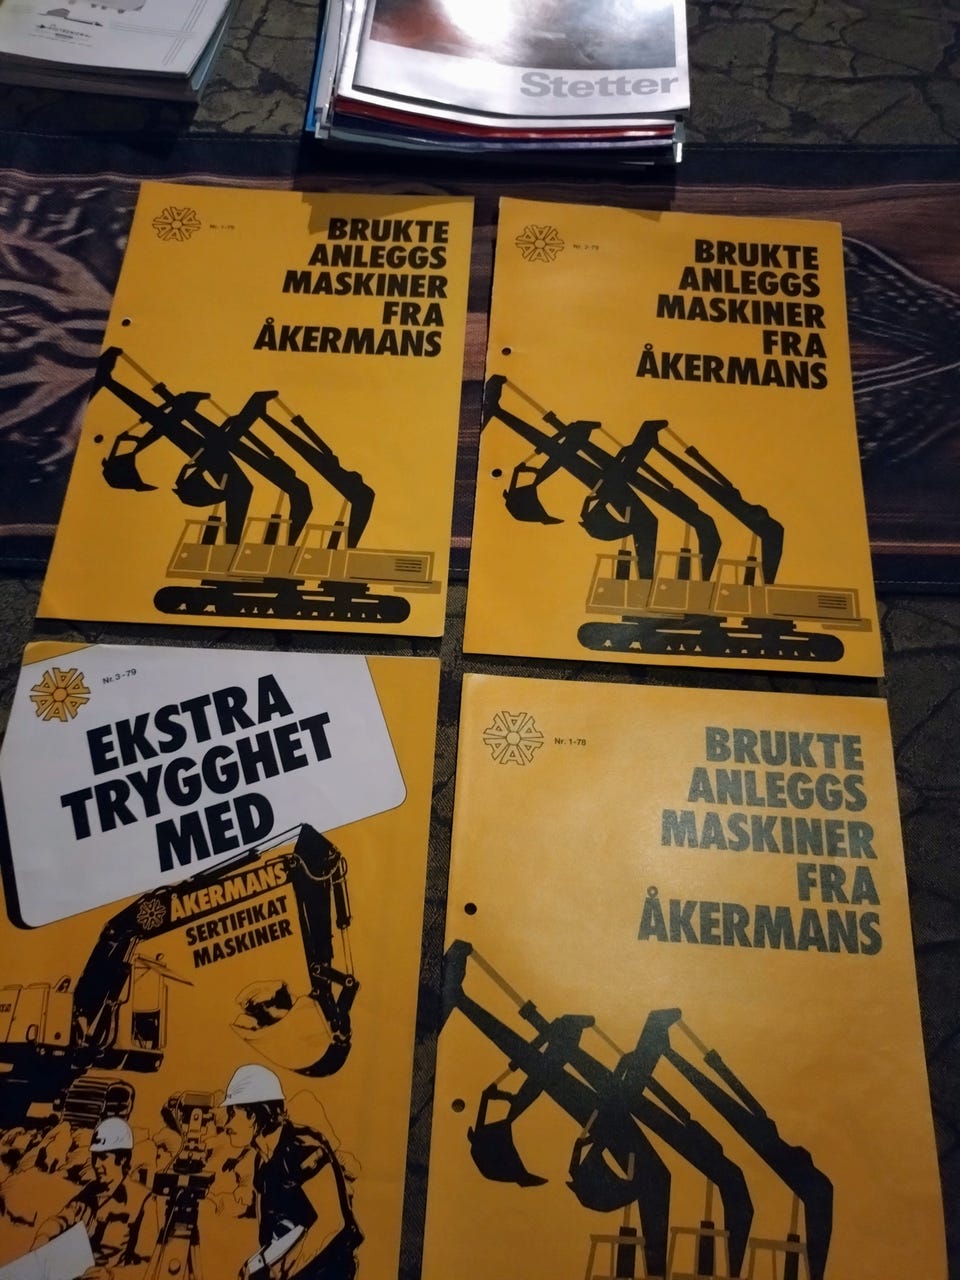 Stetter
Nr. 1-79
BRUKTE
ANLEGGS
MASKINER
FRA
ÅKERMANS
Nr. 2-79
BRUKTE
ANLEGGS
MASKINER
FRA
ÅKERMANS
Nr. 3-79
EKSTRA
TRYGGHET
MED
ÅKERMANS
SERTIFIKAT
MASKINER
Nr. 1-78
BRUKTE
ANLEGGS
MASKINER
FRA
ÅKERMANS